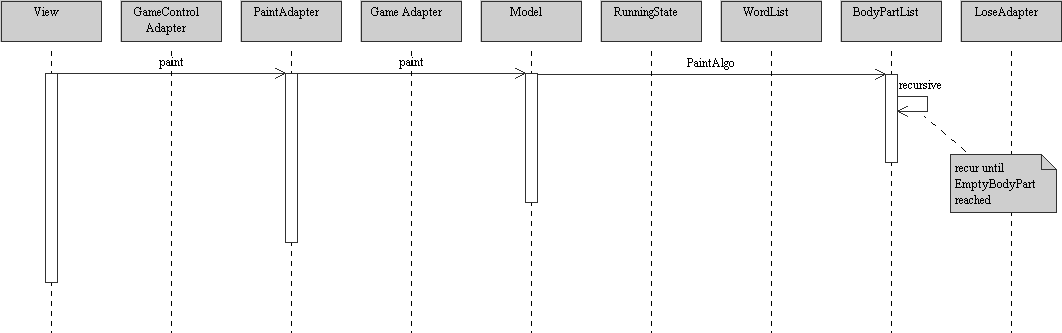 View
GameControl
Adapter
PaintAdapter
Game Adapter
Model
RunningState
WordList
BodyPartList
LoseAdapter
paint
paint
PaintAlgo
recursive
recur until
EmptyBodyPart
reached